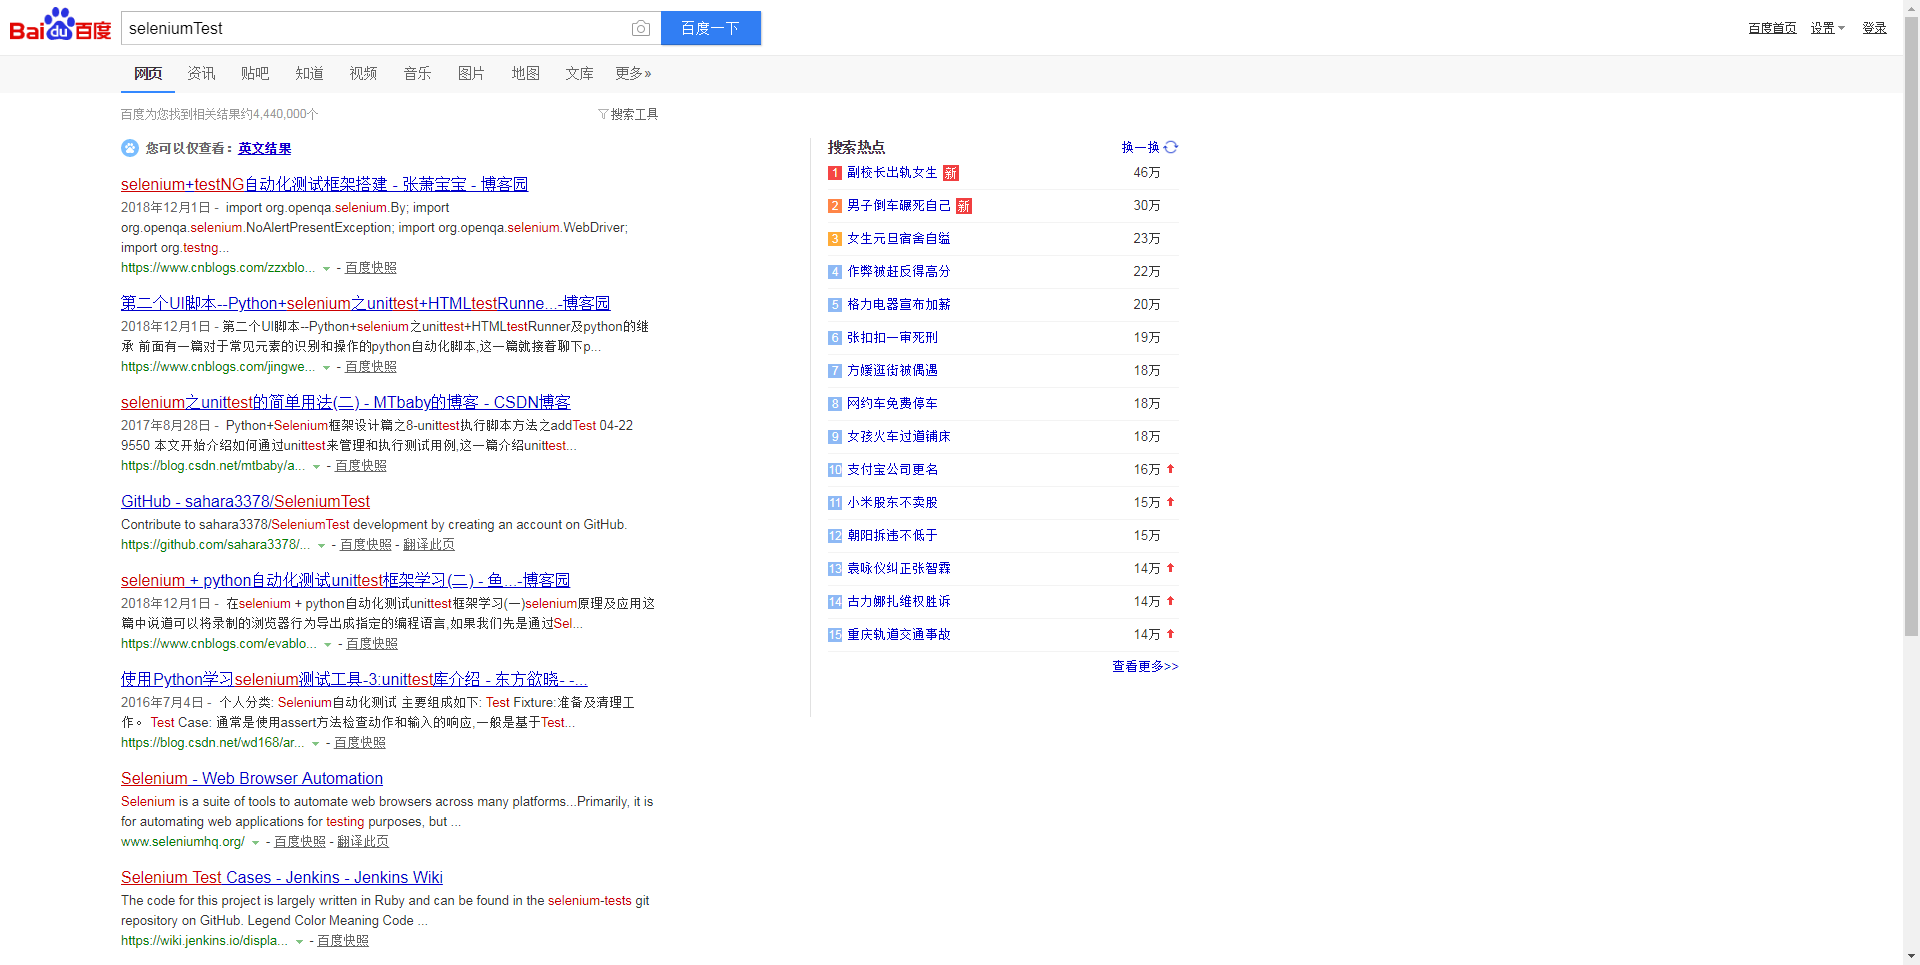 Bai du 百度
seleniumTest
百度一下
百度首页 设置 登录
网页 资讯 贴吧 知道 视频 音乐 图片 地图 文库 更多»
百度为您找到相关结果约4,440,000个
搜索工具
您可以仅查看：英文结果
selenium+testNG自动化测试框架搭建 - 张萧宝宝 - 博客园
2018年12月1日 - import org.openqa.selenium.By; import
org.openqa.selenium.NoAlertPresentException; import org.openqa.selenium.WebDriver;
import org.testng...
https://www.cnblogs.com/zzxblo... - 百度快照
第二个UI脚本--Python+selenium之unittest+HTMLtestRunne...-博客园
2018年12月1日 - 第二个UI脚本--Python+selenium之unittest+HTMLtestRunner及python的继
承 前面有一篇对于常见元素的识别和操作的python自动化脚本,这一篇就接着聊下p...
https://www.cnblogs.com/jingwe... - 百度快照
selenium之unittest的简单用法(二) - MTbaby的博客 - CSDN博客
2017年8月28日 - Python+Selenium框架设计篇之8-unittest执行脚本方法之addTest 04-22
9550 本文开始介绍如何通过unittest来管理和执行测试用例,这一篇介绍unittest...
https://blog.csdn.net/mtbaby/a... - 百度快照
GitHub - sahara3378/SeleniumTest
Contribute to sahara3378/SeleniumTest development by creating an account on GitHub.
https://github.com/sahara3378/... - 百度快照 - 翻译此页
selenium + python自动化测试unittest框架学习(二) - 鱼...-博客园
2018年12月1日 - 在selenium + python自动化测试unittest框架学习(一)selenium原理及应用这
篇中说道可以将录制的浏览器行为导出成指定的编程语言,如果我们先是通过Sel...
https://www.cnblogs.com/evablo... - 百度快照
使用Python学习selenium测试工具-3:unittest库介绍 - 东方欲晓- -...
2016年7月4日 - 个人分类: Selenium自动化测试 主要组成如下: Test Fixture:准备及清理工
作。 Test Case: 通常是使用assert方法检查动作和输入的响应,一般是基于Test...
https://blog.csdn.net/wd168/ar... - 百度快照
Selenium - Web Browser Automation
Selenium is a suite of tools to automate web browsers across many platforms...Primarily, it is
for automating web applications for testing purposes, but ...
www.seleniumhq.org/ - 百度快照 - 翻译此页
Selenium Test Cases - Jenkins - Jenkins Wiki
The code for this project is largely written in Ruby and can be found in the selenium-tests git
repository on GitHub. Legend Color Meaning Code ...
https://wiki.jenkins.io/displa... - 百度快照
搜索热点 换一换
1 副校长出轨女生 新 46万
2 男子倒车碾死自己 新 30万
3 女生元旦宿舍自缢 23万
4 作弊被赶反得高分 22万
5 格力电器宣布加薪 20万
6 张扣扣一审死刑 19万
7 方媛逛街被偶遇 18万
8 网约车免费停车 18万
9 女孩火车过道铺床 18万
10 支付宝公司更名 16万
11 小米股东不卖股 15万
12 朝阳拆违不低于 15万
13 袁咏仪纠正张智霖 14万
14 古力娜扎维权胜诉 14万
15 重庆轨道交通事故 14万
查看更多>>